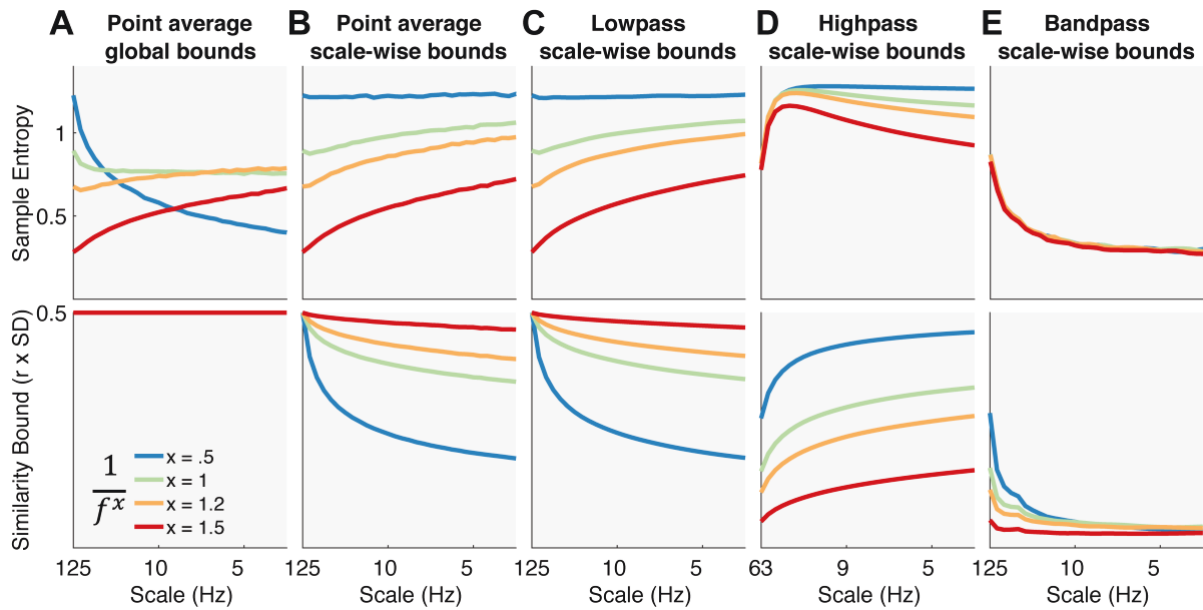 A Point average
global bounds
B Point average
scale-wise bounds
C Lowpass
scale-wise bounds
D Highpass
scale-wise bounds
E Bandpass
scale-wise bounds
Sample Entropy
1
0.5
Similarity Bound (r x SD)
0.5
1
f^x
x = .5
x = 1
x = 1.2
x = 1.5
125 10 5
125 10 5
125 10 5
63 9 5
125 10 5
Scale (Hz)
Scale (Hz)
Scale (Hz)
Scale (Hz)
Scale (Hz)